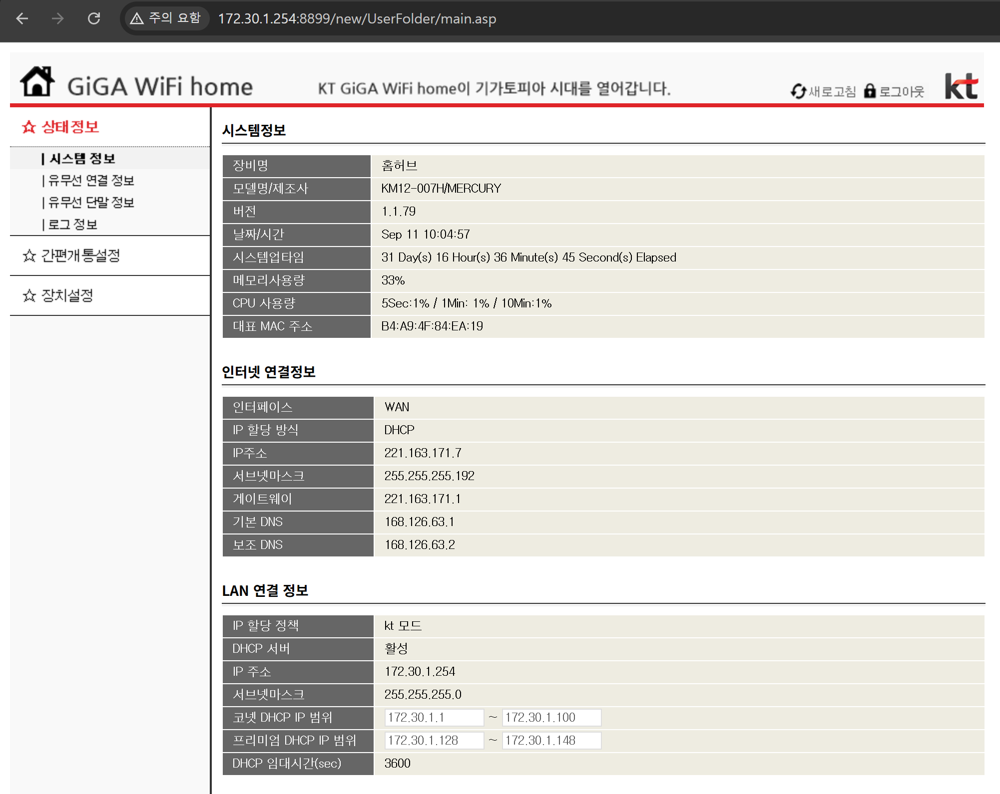 주의 요함
172.30.1.254:8899/new/UserFolder/main.asp
GiGA WiFi home
KT GiGA WiFi home이 기가토피아 시대를 열어갑니다.
새로고침
로그아웃
kt
☆ 상태정보
| 시스템 정보
| 유무선 연결 정보
| 유무선 단말 정보
| 로그 정보
☆ 간편개통설정
☆ 장치설정
시스템정보
장비명 홈허브
모델명/제조사 KM12-007H/MERCURY
버전 1.1.79
날짜/시간 Sep 11 10:04:57
시스템업타임 31 Day(s) 16 Hour(s) 36 Minute(s) 45 Second(s) Elapsed
메모리사용량 33%
CPU 사용량 5Sec:1% / 1Min: 1% / 10Min:1%
대표 MAC 주소 B4:A9:4F:84:EA:19
인터넷 연결정보
인터페이스 WAN
IP 할당 방식 DHCP
IP주소 221.163.171.7
서브넷마스크 255.255.255.192
게이트웨이 221.163.171.1
기본 DNS 168.126.63.1
보조 DNS 168.126.63.2
LAN 연결 정보
IP 할당 정책 kt 모드
DHCP 서버 활성
IP 주소 172.30.1.254
서브넷마스크 255.255.255.0
코넷 DHCP IP 범위 172.30.1.1 ~ 172.30.1.100
프리미엄 DHCP IP 범위 172.30.1.128 ~ 172.30.1.148
DHCP 임대시간(sec) 3600